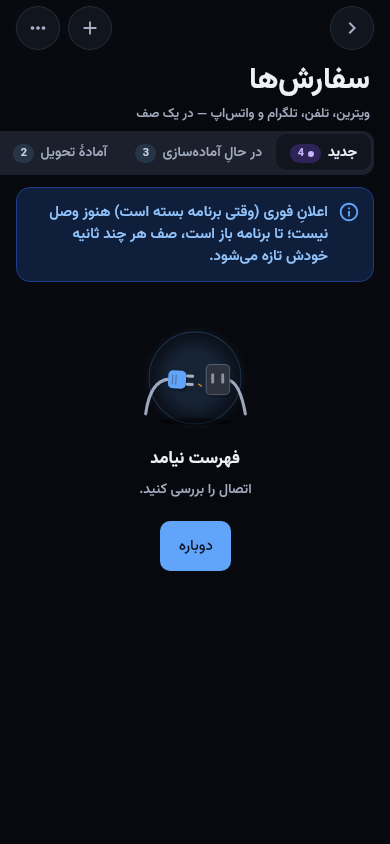 سفارش‌ها
ویترین، تلفن، تلگرام و واتس‌اپ — در یک صف
جدید 4
در حالِ آماده‌سازی 3
آمادهٔ تحویل 2
اعلانِ فوری (وقتی برنامه بسته است) هنوز وصل
نیست؛ تا برنامه باز است، صف هر چند ثانیه
خودش تازه می‌شود.
فهرست نیامد
اتصال را بررسی کنید.
دوباره